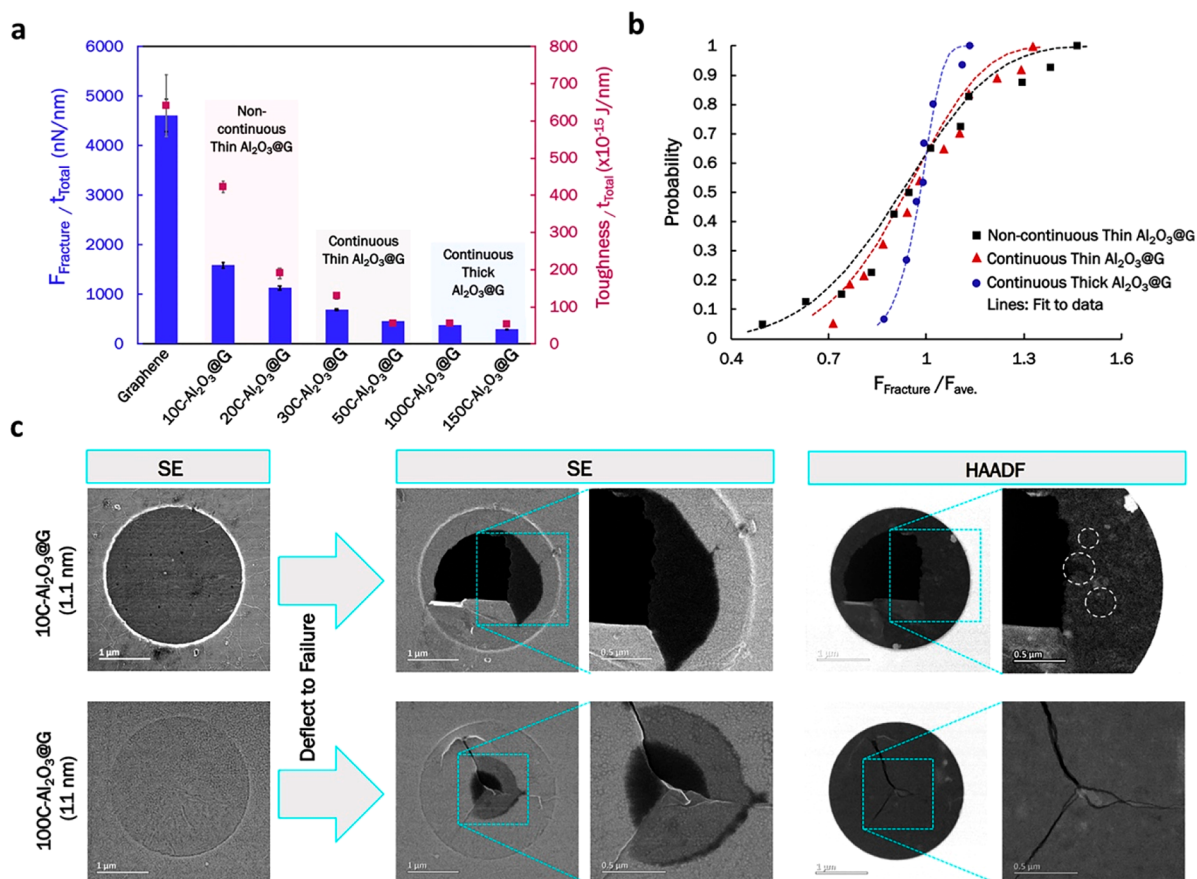 a
F_Fracture / t_Total (nN/nm)
6000
5000
4000
3000
2000
1000
0
Non-
continuous
Thin Al₂O₃@G
Continuous
Thin Al₂O₃@G
Continuous
Thick
Al₂O₃@G
800
700
600
500
400
300
200
100
0
Toughness / t_Total (x10⁻¹⁵ J/nm)
Graphene
10C-Al₂O₃@G
20C-Al₂O₃@G
30C-Al₂O₃@G
50C-Al₂O₃@G
100C-Al₂O₃@G
150C-Al₂O₃@G
b
Probability
1
0.9
0.8
0.7
0.6
0.5
0.4
0.3
0.2
0.1
0
Non-continuous Thin Al₂O₃@G
Continuous Thin Al₂O₃@G
Continuous Thick Al₂O₃@G
Lines: Fit to data
0.4 0.7 1 1.3 1.6
F_Fracture/F_ave.
c
SE
SE
HAADF
10C-Al₂O₃@G
(1.1 nm)
1 µm
1 µm
0.5 µm
1 µm
0.5 µm
Deflect to Failure
100C-Al₂O₃@G
(11 nm)
1 µm
1 µm
0.5 µm
1 µm
0.5 µm